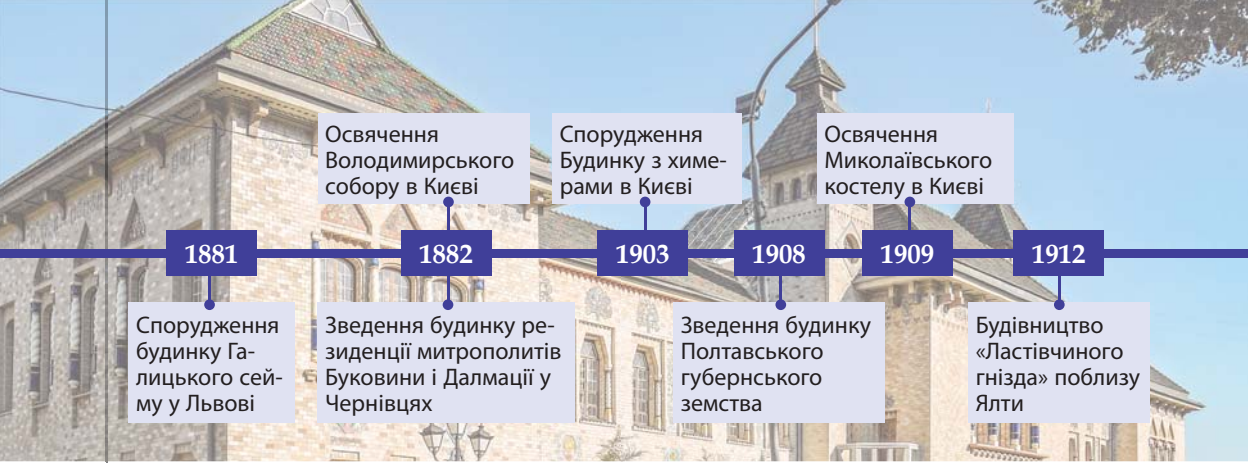 Освячення
Володимирського
собору в Києві
Спорудження
Будинку з химе-
рами в Києві
Освячення
Миколаївського
костелу в Києві
1881
1882
1903
1908
1909
1912
Спорудження
будинку Га-
лицького сей-
му у Львові
Зведення будинку ре-
зиденції митрополитів
Буковини і Далмації у
Чернівцях
Зведення будинку
Полтавського
губернського
земства
Будівництво
«Ластівчиного
гнізда» поблизу
Ялти